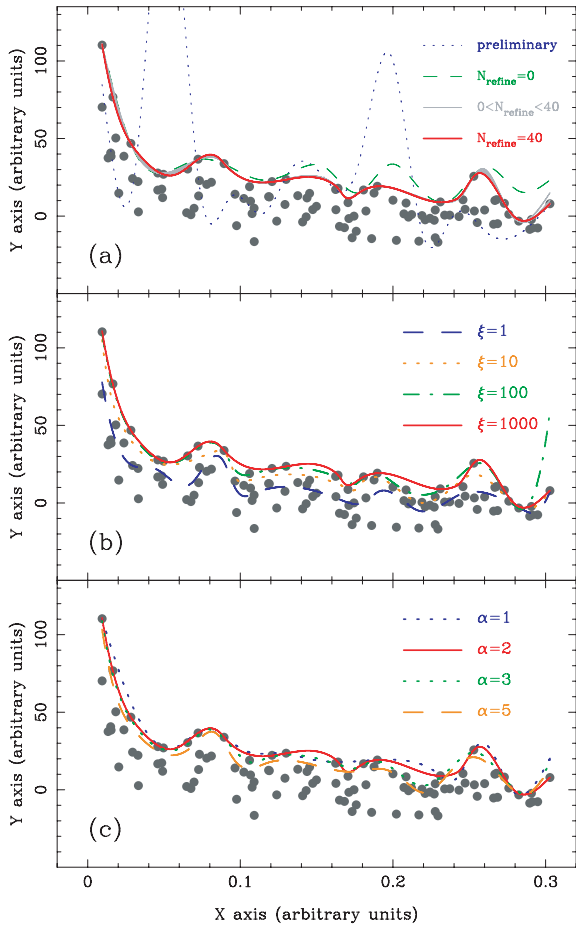 100
50
0
Y axis (arbitrary units)
(a)
preliminary
N_refine=0
0<N_refine<40
N_refine=40
100
50
0
Y axis (arbitrary units)
(b)
ξ=1
ξ=10
ξ=100
ξ=1000
100
50
0
Y axis (arbitrary units)
(c)
α=1
α=2
α=3
α=5
0 0.1 0.2 0.3
X axis (arbitrary units)